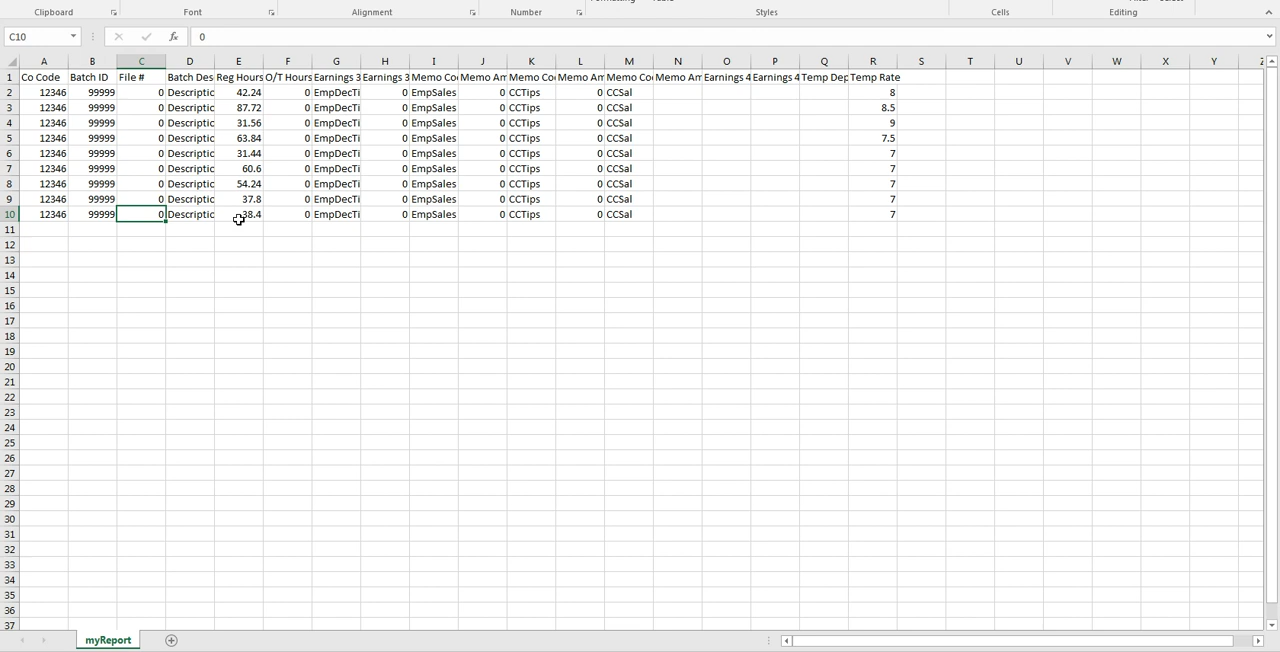 Clipboard Font Alignment Number Styles Cells Editing
C10 fx 0
A B C D E F G H I J K L M N O P Q R S T U V W X Y
1 Co Code Batch ID File # Batch Des Reg Hours O/T Hours Earnings 3 Earnings 3 Memo Co Memo Am Memo Co Memo Am Memo Co Memo Am Earnings 4 Earnings 4 Temp Dep Temp Rate
2 12346 99999 0 Descriptic 42.24 0 EmpDecTi 0 EmpSales 0 CCTips 0 CCSal 8
3 12346 99999 0 Descriptic 87.72 0 EmpDecTi 0 EmpSales 0 CCTips 0 CCSal 8.5
4 12346 99999 0 Descriptic 31.56 0 EmpDecTi 0 EmpSales 0 CCTips 0 CCSal 9
5 12346 99999 0 Descriptic 63.84 0 EmpDecTi 0 EmpSales 0 CCTips 0 CCSal 7.5
6 12346 99999 0 Descriptic 31.44 0 EmpDecTi 0 EmpSales 0 CCTips 0 CCSal 7
7 12346 99999 0 Descriptic 60.6 0 EmpDecTi 0 EmpSales 0 CCTips 0 CCSal 7
8 12346 99999 0 Descriptic 54.24 0 EmpDecTi 0 EmpSales 0 CCTips 0 CCSal 7
9 12346 99999 0 Descriptic 37.8 0 EmpDecTi 0 EmpSales 0 CCTips 0 CCSal 7
10 12346 99999 0 Descriptic 38.4 0 EmpDecTi 0 EmpSales 0 CCTips 0 CCSal 7
11
12
13
14
15
16
17
18
19
20
21
22
23
24
25
26
27
28
29
30
31
32
33
34
35
36
37
myReport